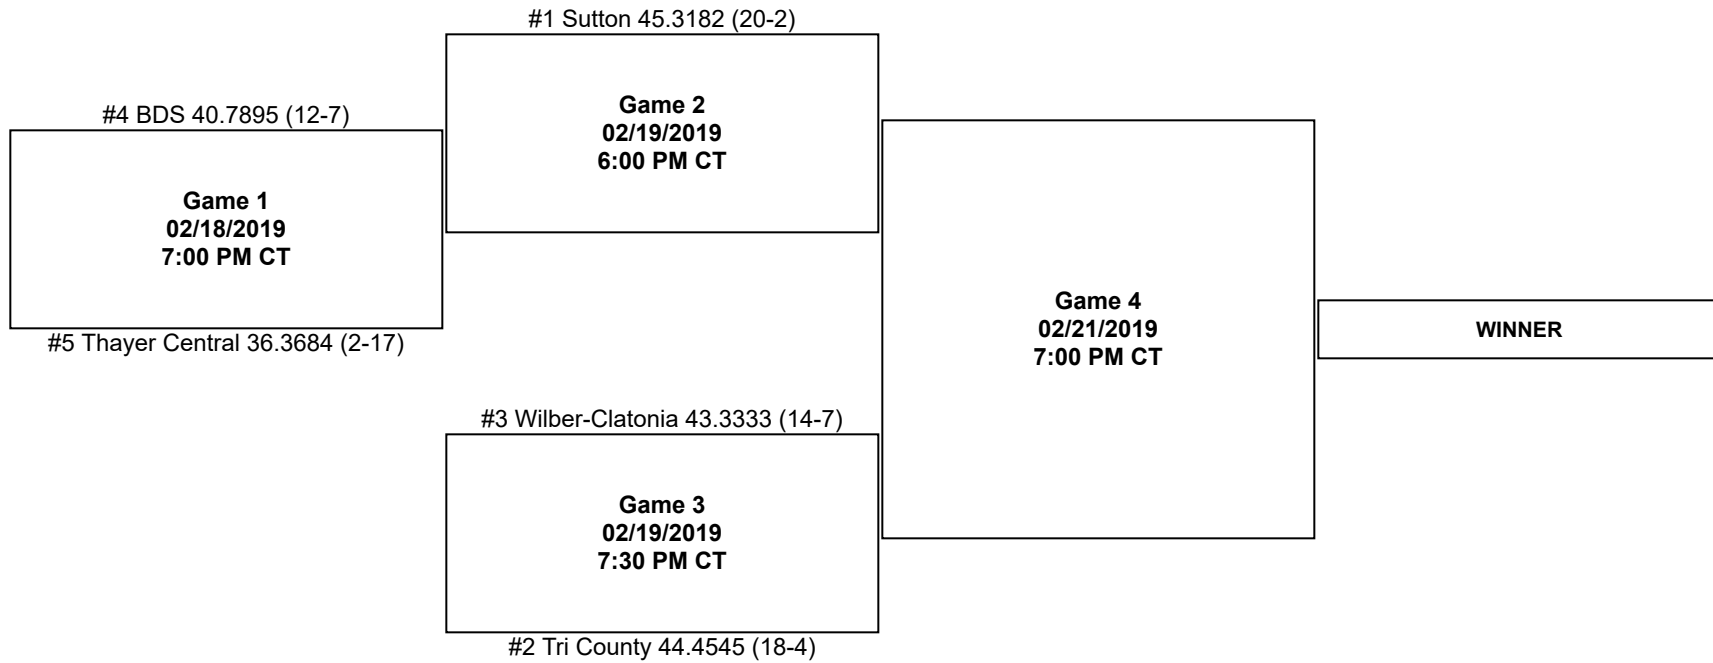 #1 Sutton 45.3182 (20-2)
Game 2
02/19/2019
6:00 PM CT
#4 BDS 40.7895 (12-7)
Game 1
02/18/2019
7:00 PM CT
#5 Thayer Central 36.3684 (2-17)
Game 4
02/21/2019
7:00 PM CT
WINNER
#3 Wilber-Clatonia 43.3333 (14-7)
Game 3
02/19/2019
7:30 PM CT
#2 Tri County 44.4545 (18-4)